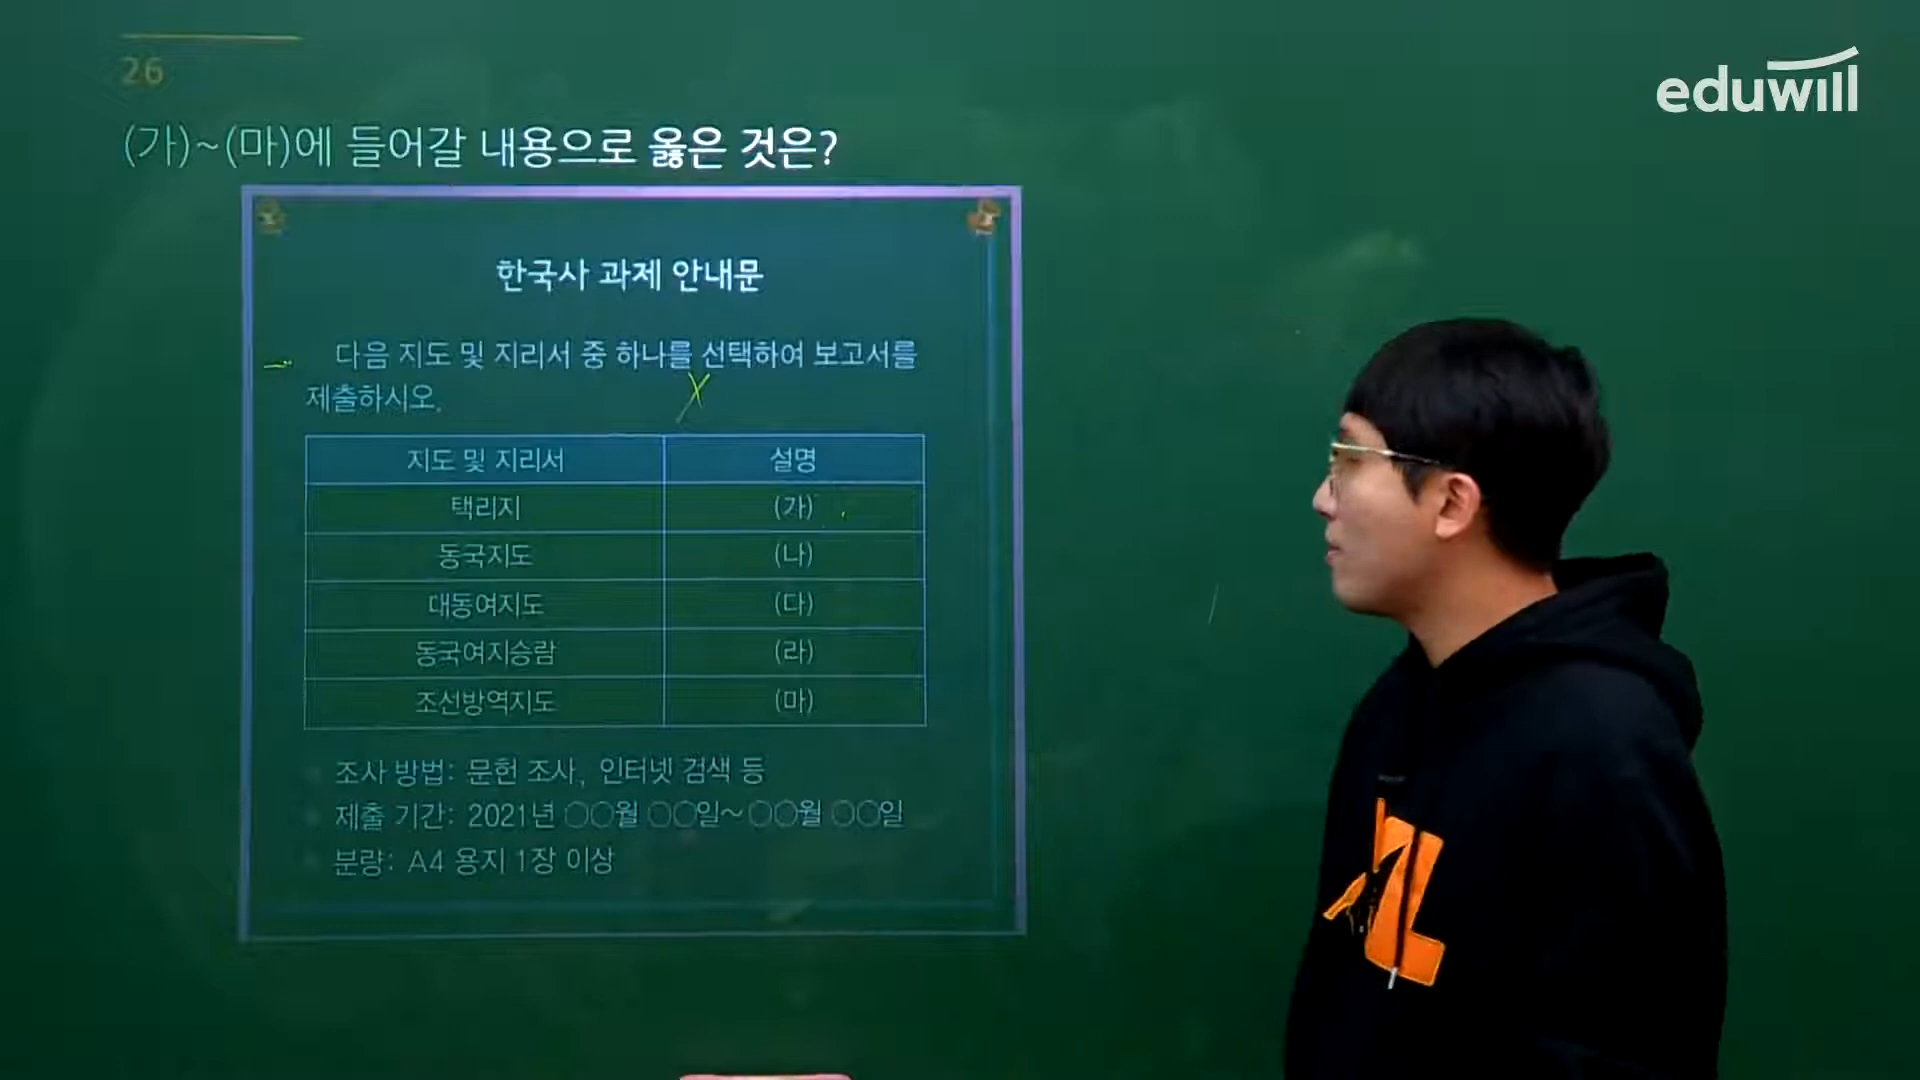 26
eduwill
(가)~(마)에 들어갈 내용으로 옳은 것은?
한국사 과제 안내문
다음 지도 및 지리서 중 하나를 선택하여 보고서를
제출하시오.
지도 및 지리서 설명
택리지 (가)
동국지도 (나)
대동여지도 (다)
동국여지승람 (라)
조선방역지도 (마)
조사 방법: 문헌 조사, 인터넷 검색 등
제출 기간: 2021년 ○○월 ○○일~○○월 ○○일
분량: A4 용지 1장 이상